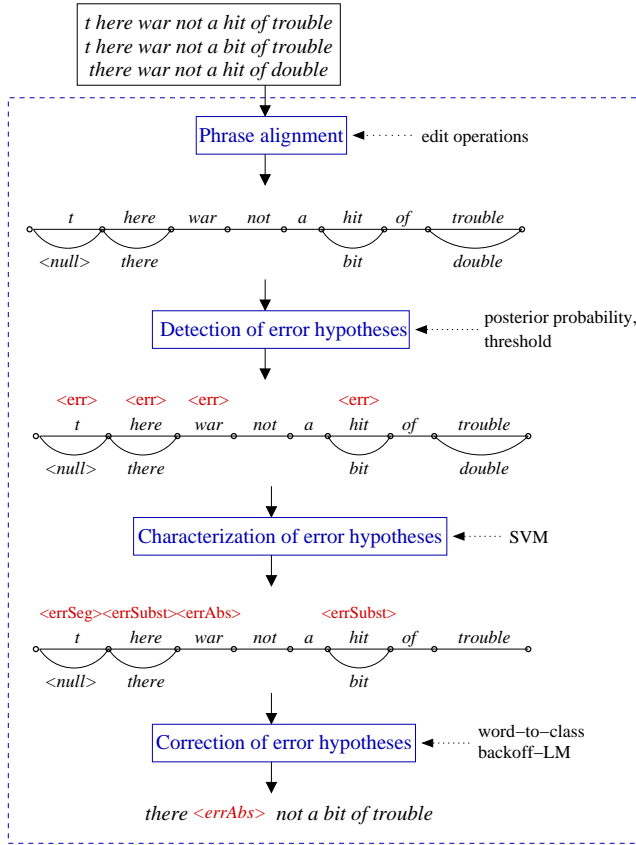 t here war not a hit of trouble
t there war not a bit of trouble
there war not a hit of double
Phrase alignment
edit operations
t here war not a hit of trouble
<null> there bit double
Detection of error hypotheses
posterior probability,
threshold
<err> <err> <err> <err>
t here war not a hit of trouble
<null> there bit double
Characterization of error hypotheses
SVM
<errSeg> <errSubst> <errAbs> <errSubst>
t here war not a hit of trouble
<null> there bit
Correction of error hypotheses
word-to-class
backoff-LM
there <errAbs> not a bit of trouble